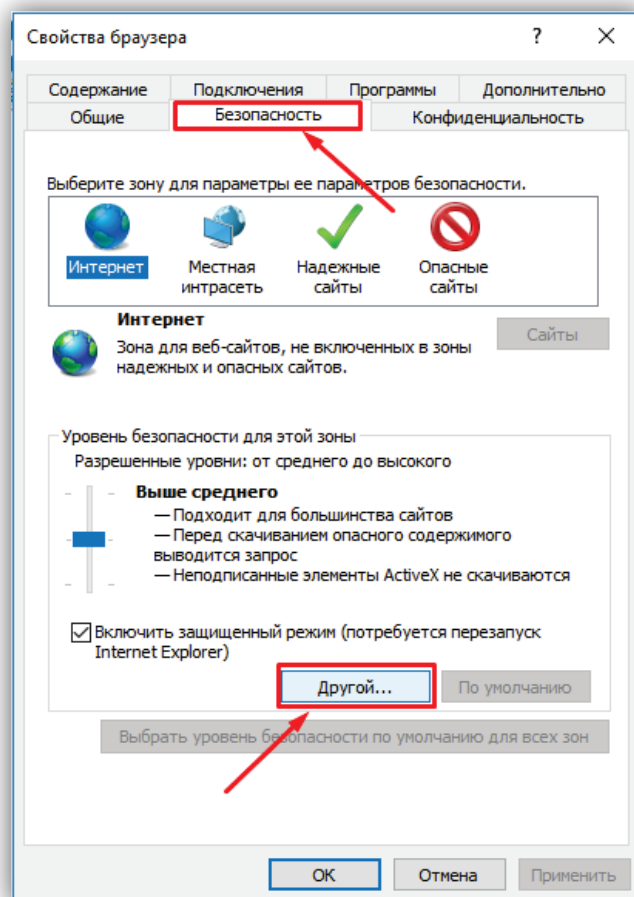 Свойства браузера
?
Содержание Подключения Программы Дополнительно
Общие Безопасность Конфиденциальность
Выберите зону для параметры ее параметров безопасности.
Интернет Местная интрасеть Надежные сайты Опасные сайты
Интернет
Зона для веб-сайтов, не включенных в зоны
надежных и опасных сайтов.
Сайты
Уровень безопасности для этой зоны
Разрешенные уровни: от среднего до высокого
Выше среднего
— Подходит для большинства сайтов
— Перед скачиванием опасного содержимого
выводится запрос
— Неподписанные элементы ActiveX не скачиваются
Включить защищенный режим (потребуется перезапуск
Internet Explorer)
Другой... По умолчанию
Выбрать уровень безопасности по умолчанию для всех зон
ОК Отмена Применить